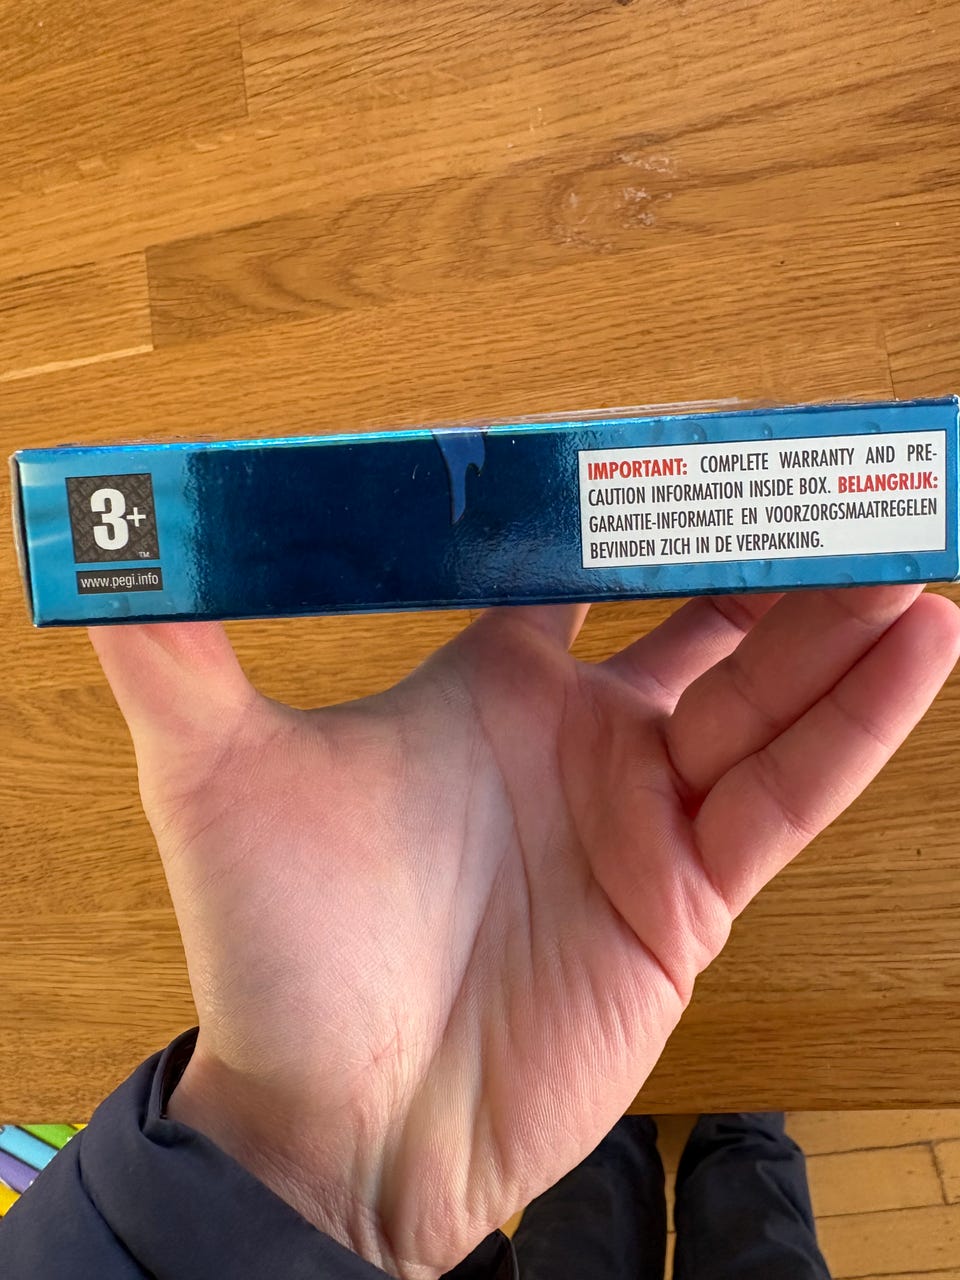 3+
TM
www.pegi.info
IMPORTANT: COMPLETE WARRANTY AND PRE-
CAUTION INFORMATION INSIDE BOX. BELANGRIJK:
GARANTIE-INFORMATIE EN VOORZORGSMAATREGELEN
BEVINDEN ZICH IN DE VERPAKKING.